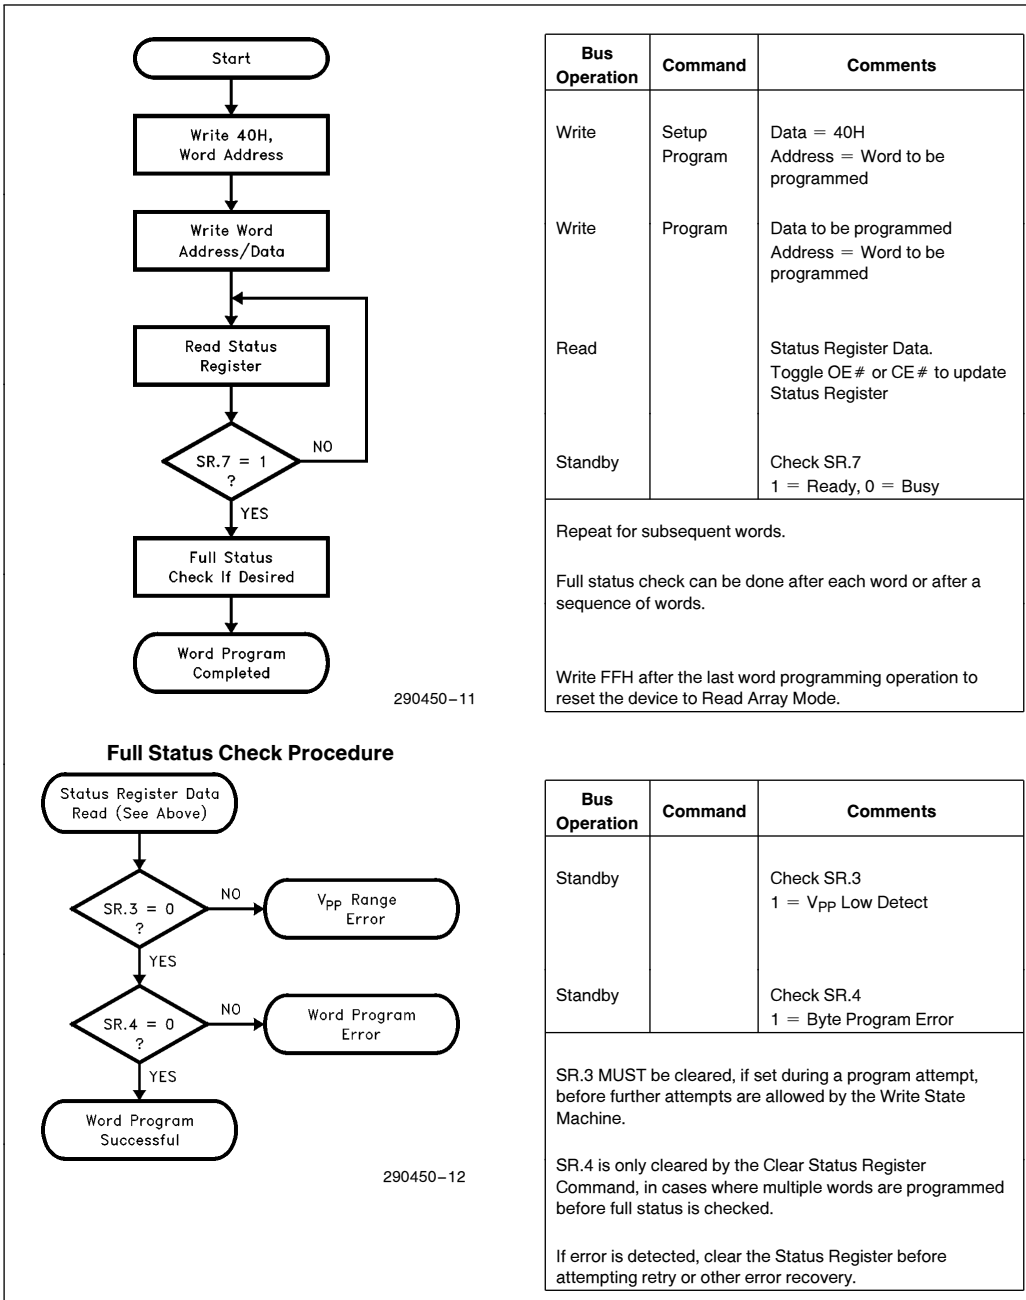 Start
Write 40H,
Word Address
Write Word
Address/Data
Read Status
Register
SR.7 = 1
?
NO
YES
Full Status
Check If Desired
Word Program
Completed
290450-11
Bus
Operation
Command
Comments
Write
Setup
Program
Data = 40H
Address = Word to be
programmed
Write
Program
Data to be programmed
Address = Word to be
programmed
Read
Status Register Data.
Toggle OE# or CE# to update
Status Register
Standby
Check SR.7
1 = Ready, 0 = Busy
Repeat for subsequent words.
Full status check can be done after each word or after a
sequence of words.
Write FFH after the last word programming operation to
reset the device to Read Array Mode.
Full Status Check Procedure
Status Register Data
Read (See Above)
SR.3 = 0
?
NO
VPP Range
Error
YES
SR.4 = 0
?
NO
Word Program
Error
YES
Word Program
Successful
290450-12
Bus
Operation
Command
Comments
Standby
Check SR.3
1 = VPP Low Detect
Standby
Check SR.4
1 = Byte Program Error
SR.3 MUST be cleared, if set during a program attempt,
before further attempts are allowed by the Write State
Machine.
SR.4 is only cleared by the Clear Status Register
Command, in cases where multiple words are programmed
before full status is checked.
If error is detected, clear the Status Register before
attempting retry or other error recovery.